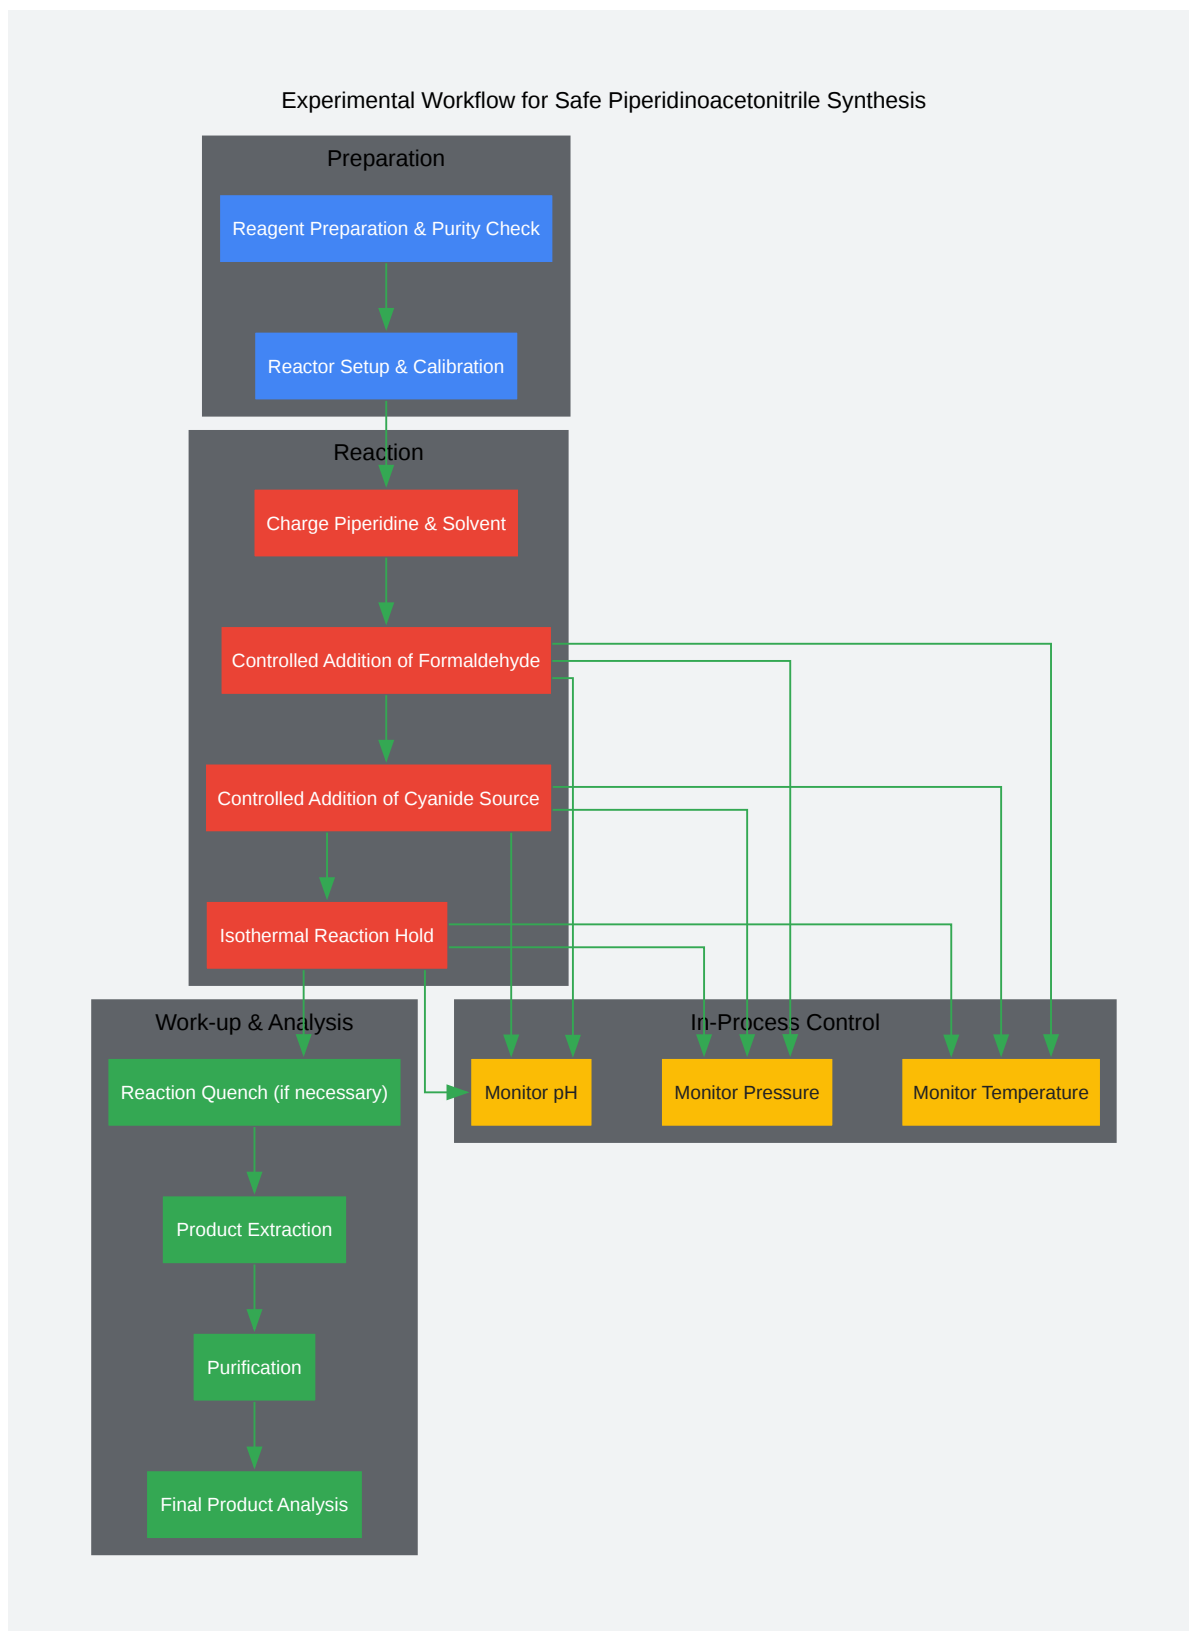 Experimental Workflow for Safe Piperidinoacetonitrile Synthesis
Preparation
Reagent Preparation & Purity Check
Reactor Setup & Calibration
Reaction
Charge Piperidine & Solvent
Controlled Addition of Formaldehyde
Controlled Addition of Cyanide Source
Isothermal Reaction Hold
Work-up & Analysis
Reaction Quench (if necessary)
Product Extraction
Purification
Final Product Analysis
In-Process Control
Monitor pH
Monitor Pressure
Monitor Temperature